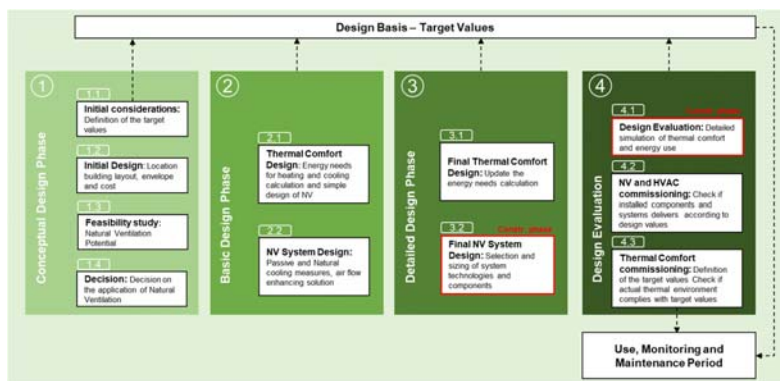 Design Basis – Target Values
1
Conceptual Design Phase
1.1
Initial considerations:
Definition of the target
values
1.2
Initial Design: Location
building layout, envelope and
cost
1.3
Feasibility study:
Natural Ventilation
Potential
1.4
Decision: Decision on
the application of Natural
Ventilation
2
Basic Design Phase
2.1
Thermal Comfort
Design: Energy needs
for heating and cooling
calculation and simple
design of NV
2.2
NV System Design:
Passive and Natural
cooling measures, air flow
enhancing solution
3
Detailed Design Phase
3.1
Final Thermal Comfort
Design: Update the
energy needs calculation
3.2
phase
Final NV System
Design: Selection and
sizing of system
technologies and
components
4
Design Evaluation
4.1
phase
Design Evaluation: Detailed
simulation of thermal comfort
and energy use
4.2
NV and HVAC
commissioning: Check if
installed components and
systems delivers according to
design values
4.3
Thermal Comfort
commissioning: Definition
of the target values Check if
actual thermal environment
complies with target values
Use, Monitoring and
Maintenance Period